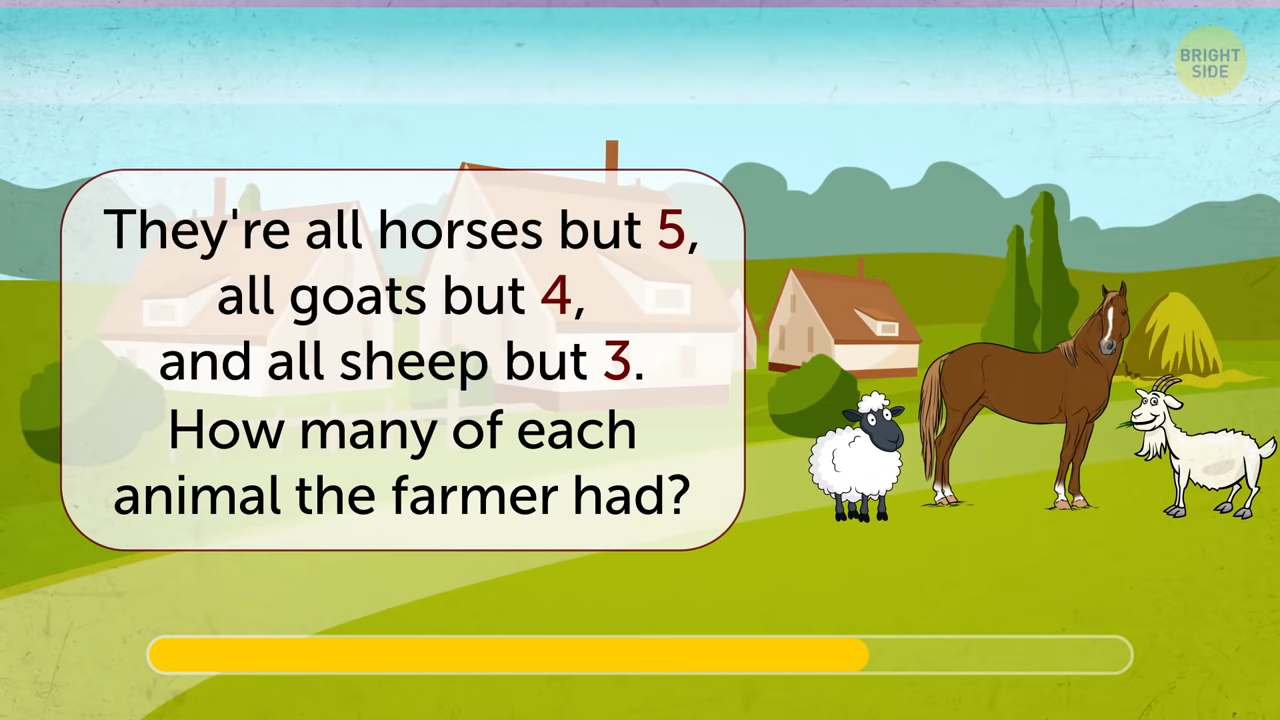 BRIGHT
SIDE
They're all horses but 5,
all goats but 4,
and all sheep but 3.
How many of each
animal the farmer had?